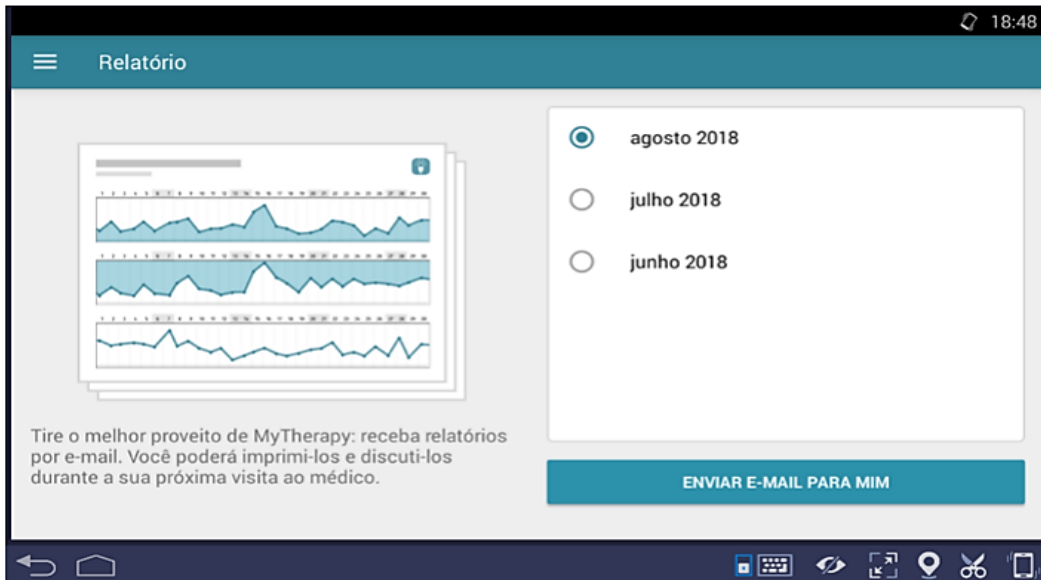 18:48
Relatório
agosto 2018
julho 2018
junho 2018
Tire o melhor proveito de MyTherapy: receba relatórios
por e-mail. Você poderá imprimi-los e discuti-los
durante a sua próxima visita ao médico.
ENVIAR E-MAIL PARA MIM